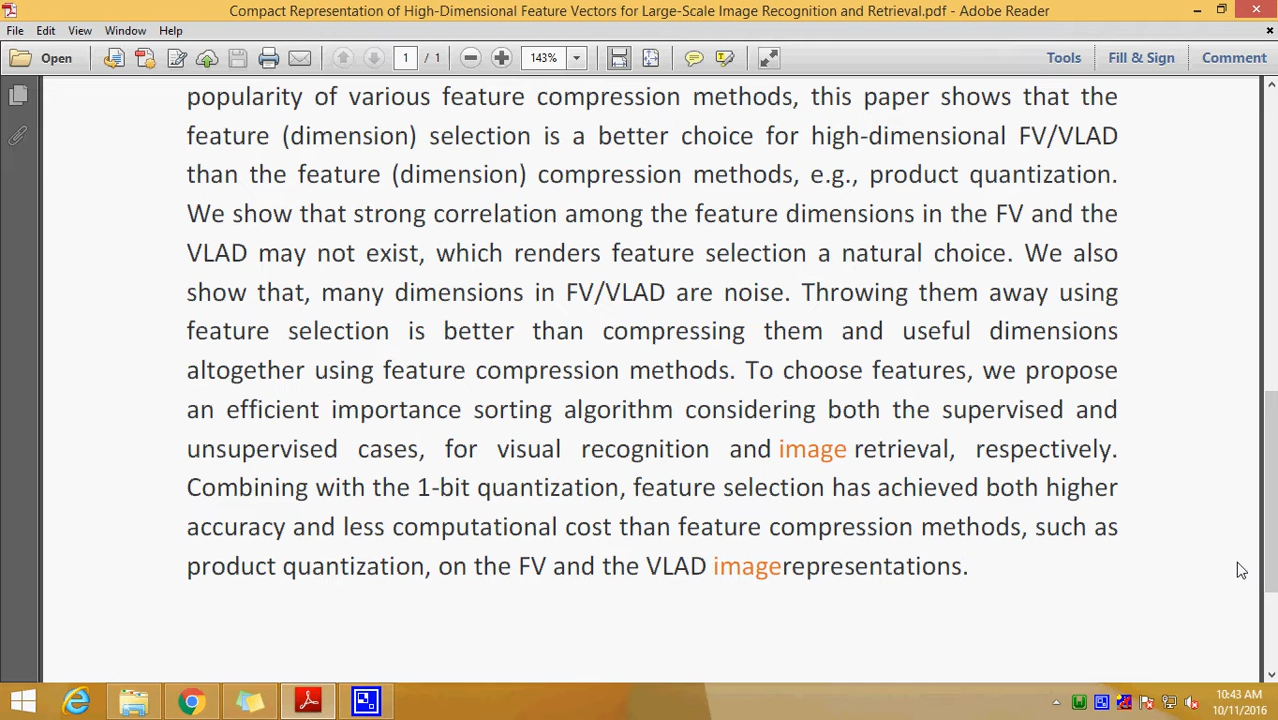 Compact Representation of High-Dimensional Feature Vectors for Large-Scale Image Recognition and Retrieval.pdf - Adobe Reader
File Edit View Window Help
Open 1 / 1 143% Tools Fill & Sign Comment
popularity of various feature compression methods, this paper shows that the
feature (dimension) selection is a better choice for high-dimensional FV/VLAD
than the feature (dimension) compression methods, e.g., product quantization.
We show that strong correlation among the feature dimensions in the FV and the
VLAD may not exist, which renders feature selection a natural choice. We also
show that, many dimensions in FV/VLAD are noise. Throwing them away using
feature selection is better than compressing them and useful dimensions
altogether using feature compression methods. To choose features, we propose
an efficient importance sorting algorithm considering both the supervised and
unsupervised cases, for visual recognition and image retrieval, respectively.
Combining with the 1-bit quantization, feature selection has achieved both higher
accuracy and less computational cost than feature compression methods, such as
product quantization, on the FV and the VLAD imagerepresentations.
10:43 AM
10/11/2016